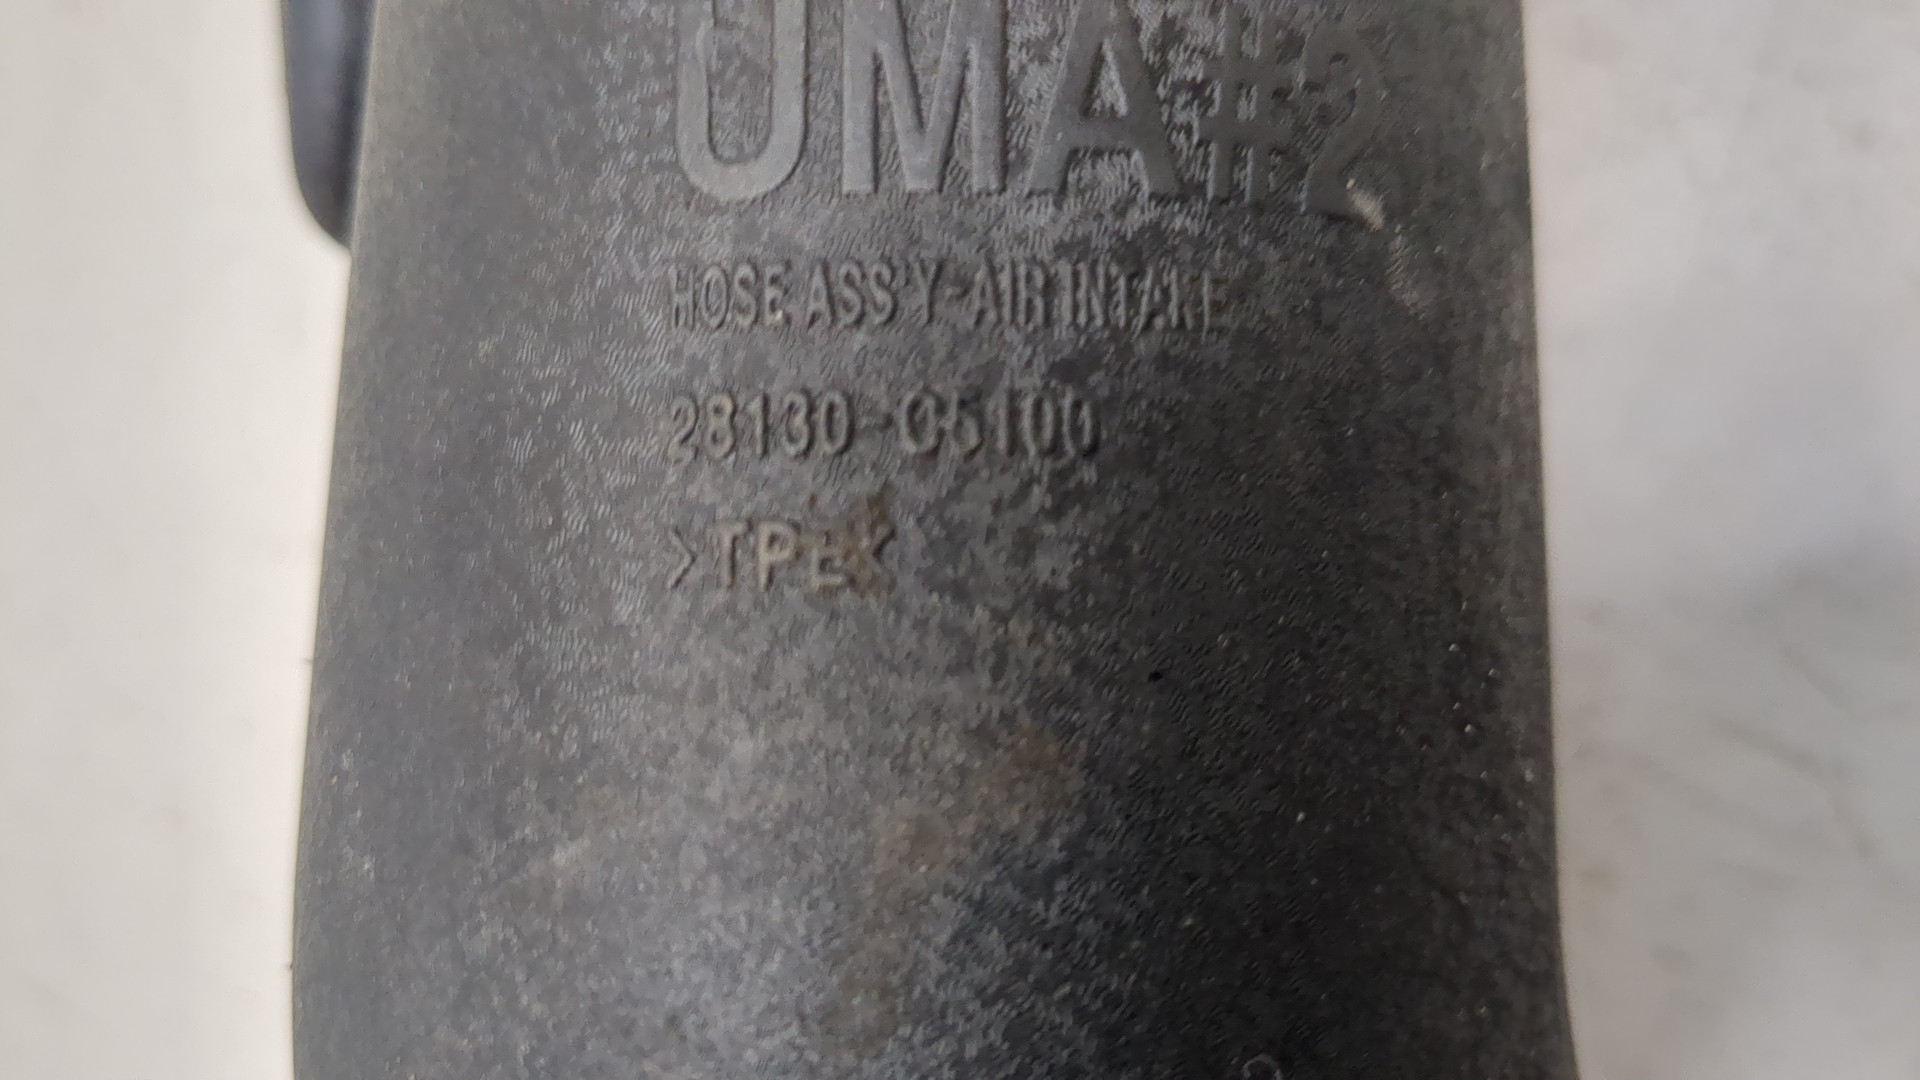 UMA#2
HOSE ASS'Y-AIR INTAKE
28130-C5100
>TPE<